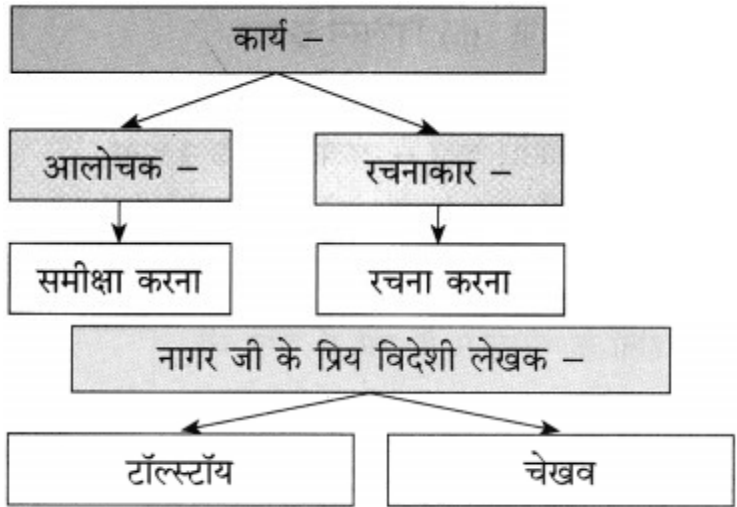 कार्य –
आलोचक –
रचनाकार –
समीक्षा करना
रचना करना
नागर जी के प्रिय विदेशी लेखक –
टॉल्स्टॉय
चेखव